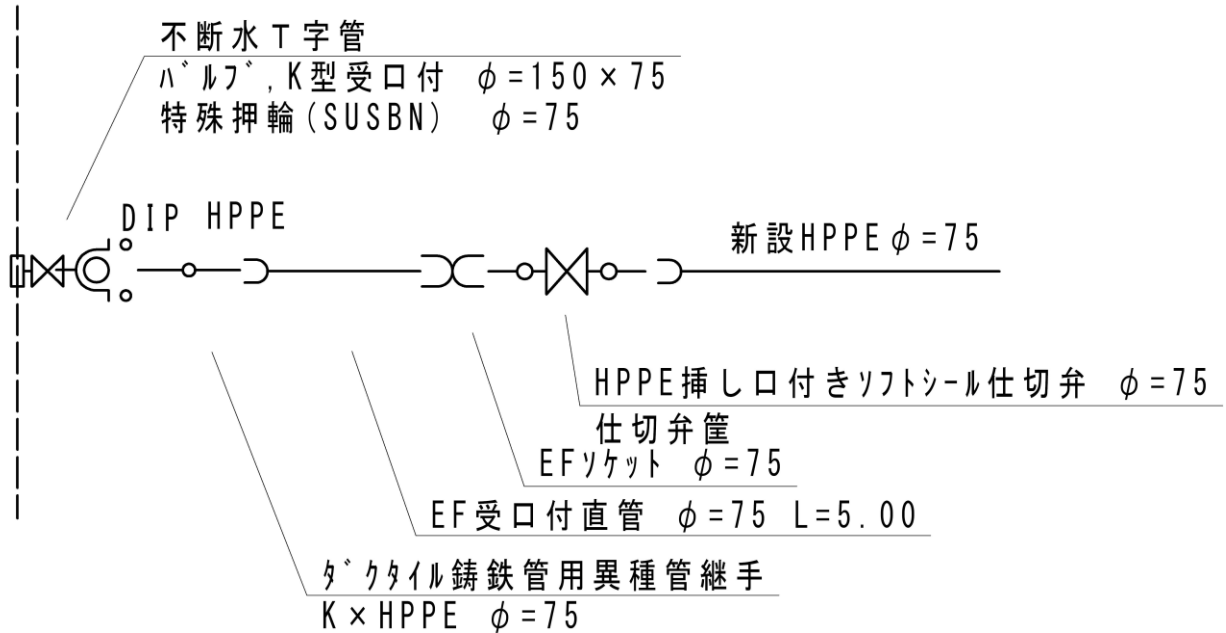 不断水T字管
ﾊﾞﾙﾌﾞ,K型受口付 φ=150×75
特殊押輪(SUSBN) φ=75
DIP HPPE
新設HPPEφ=75
HPPE挿し口付きｿﾌﾄｼｰﾙ仕切弁 φ=75
仕切弁筐
EFｿｹｯﾄ φ=75
EF受口付直管 φ=75 L=5.00
ﾀﾞｸﾀｲﾙ鋳鉄管用異種管継手
K×HPPE φ=75